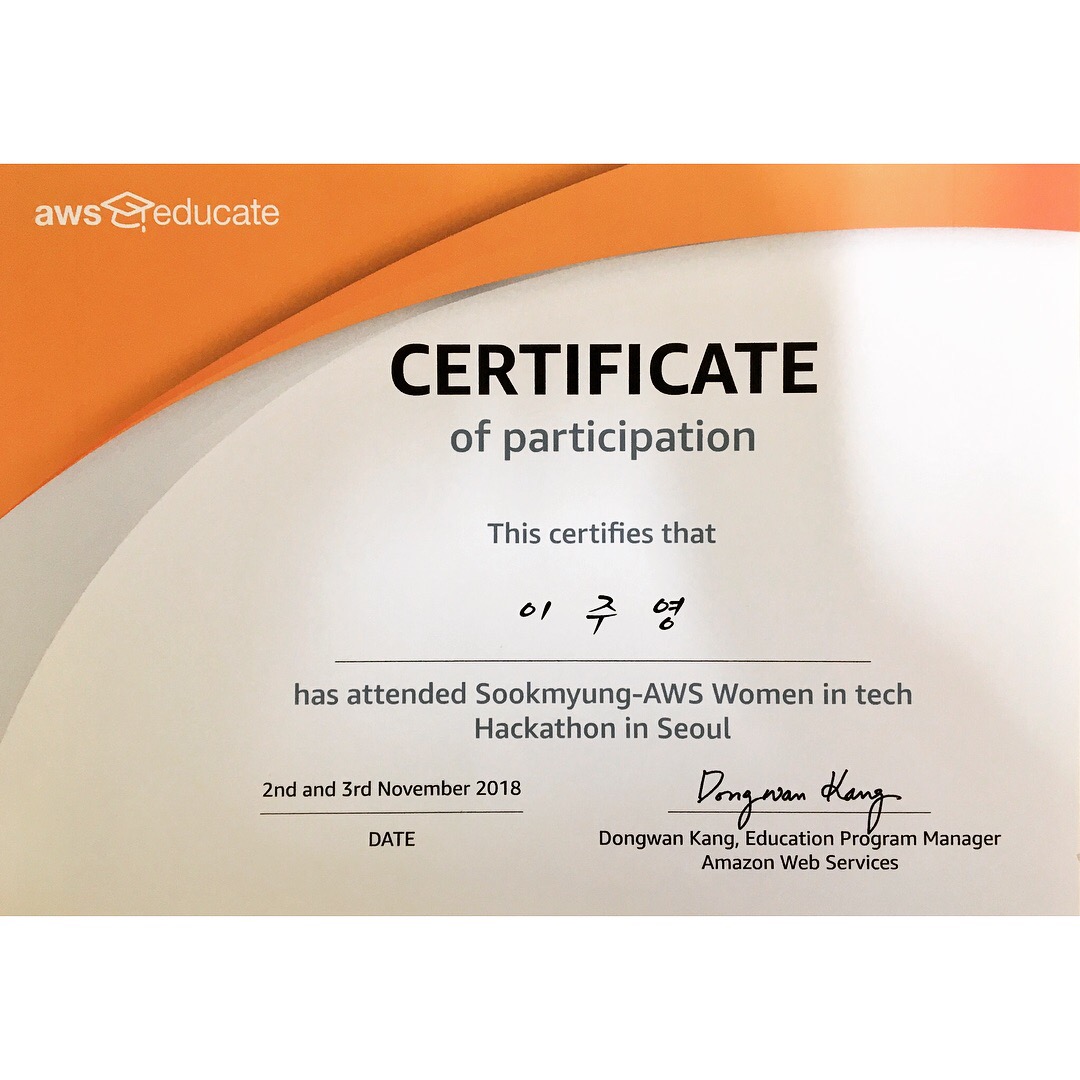 aws educate
CERTIFICATE
of participation
This certifies that
이 주 영
has attended Sookmyung-AWS Women in tech
Hackathon in Seoul
2nd and 3rd November 2018
DATE
Dongwan Kang
Dongwan Kang, Education Program Manager
Amazon Web Services